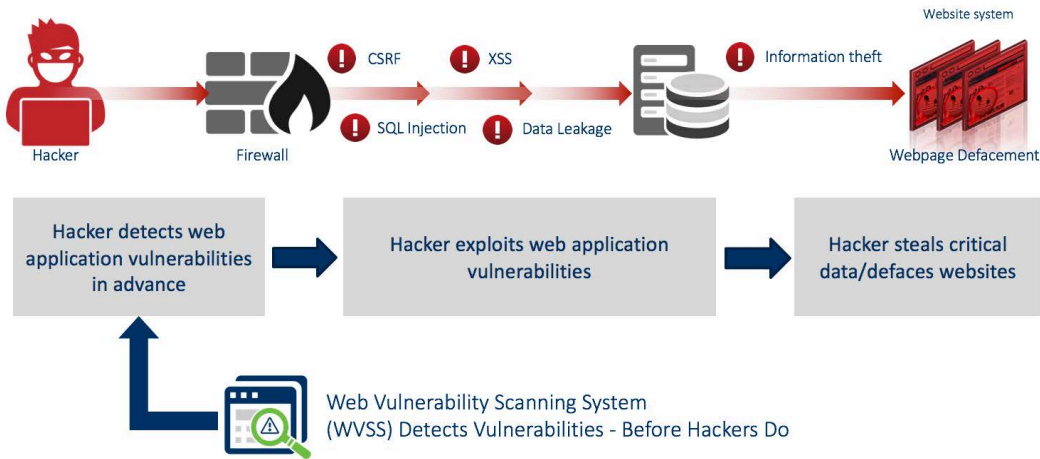 Website system
CSRF
XSS
Information theft
SQL Injection
Data Leakage
Hacker
Firewall
Webpage Defacement
Hacker detects web
application vulnerabilities
in advance
Hacker exploits web application
vulnerabilities
Hacker steals critical
data/defaces websites
Web Vulnerability Scanning System
(WVSS) Detects Vulnerabilities - Before Hackers Do